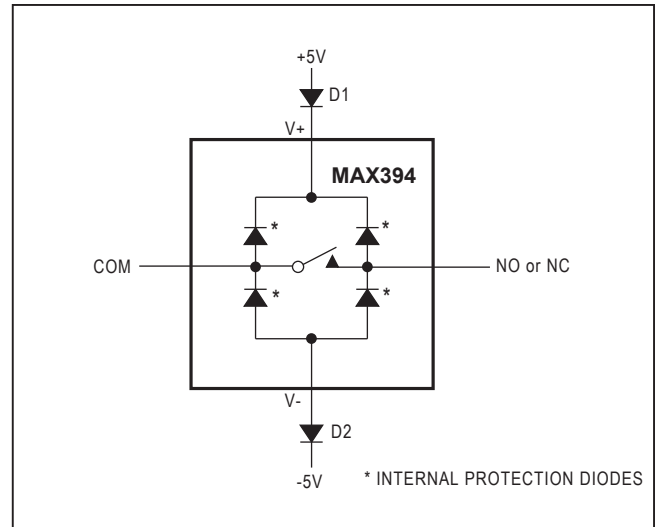 +5V
D1
V+
MAX394
*
*
COM
NO or NC
*
*
V-
D2
-5V
* INTERNAL PROTECTION DIODES